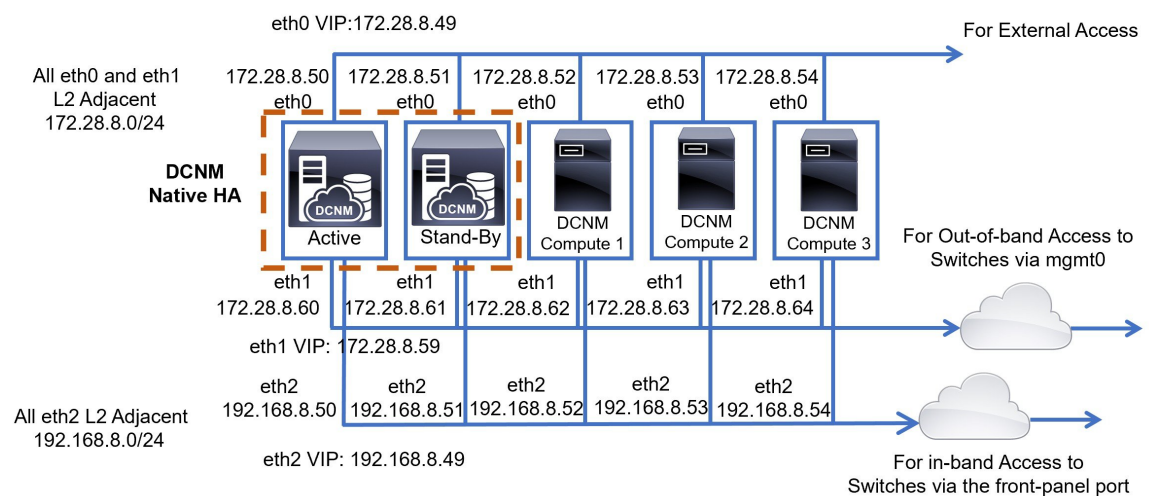 eth0 VIP:172.28.8.49
For External Access
All eth0 and eth1
L2 Adjacent
172.28.8.0/24
172.28.8.50
eth0
172.28.8.51
eth0
172.28.8.52
eth0
172.28.8.53
eth0
172.28.8.54
eth0
DCNM
Native HA
DCNM
Active
DCNM
Stand-By
DCNM
Compute 1
DCNM
Compute 2
DCNM
Compute 3
For Out-of-band Access to
Switches via mgmt0
eth1
172.28.8.60
eth1
172.28.8.61
eth1
172.28.8.62
eth1
172.28.8.63
eth1
172.28.8.64
eth1 VIP: 172.28.8.59
All eth2 L2 Adjacent
192.168.8.0/24
eth2
192.168.8.50
eth2
192.168.8.51
eth2
192.168.8.52
eth2
192.168.8.53
eth2
192.168.8.54
eth2 VIP: 192.168.8.49
For in-band Access to
Switches via the front-panel port